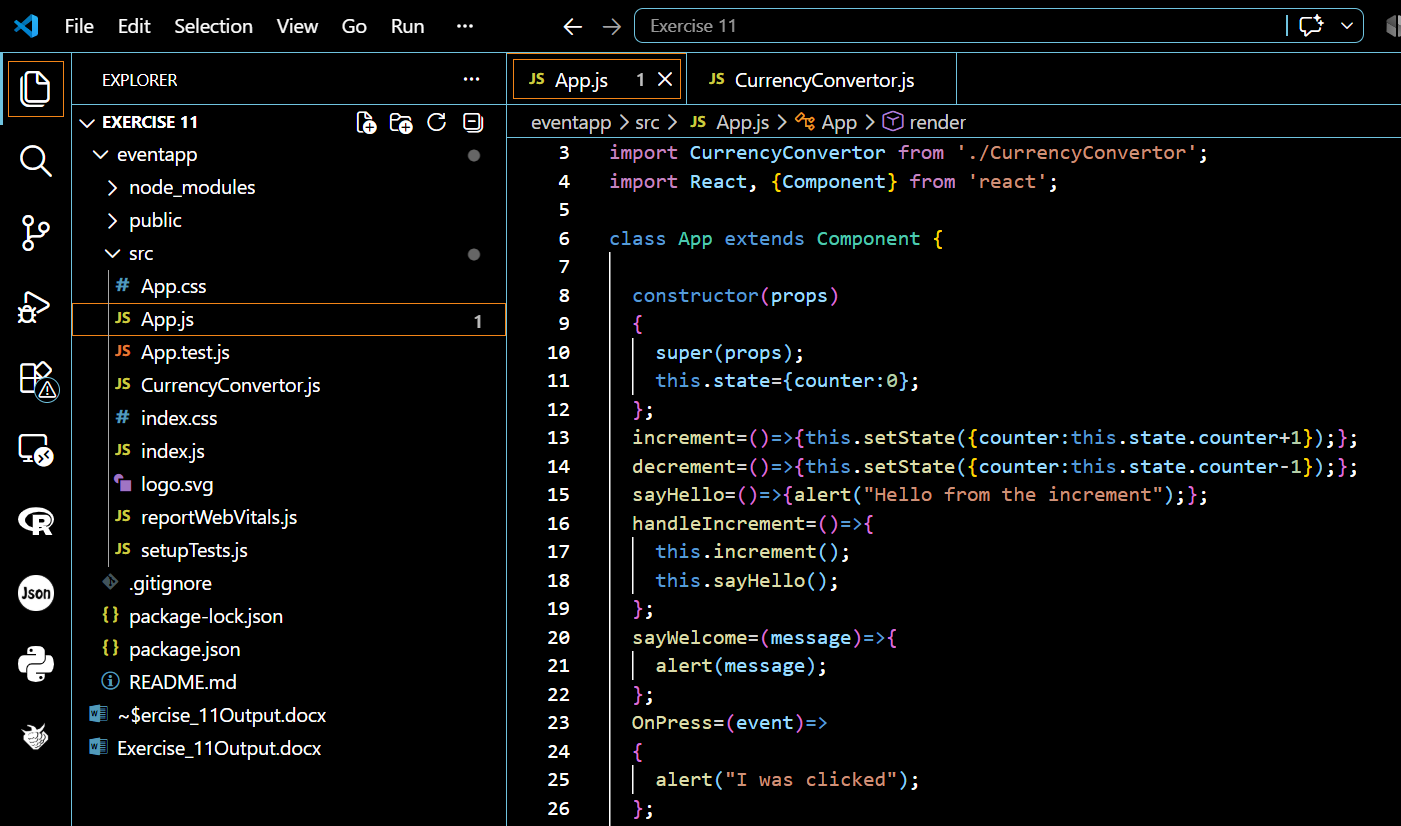 File Edit Selection View Go Run ··· Exercise 11
EXPLORER ···
EXERCISE 11
eventapp
node_modules
public
src
# App.css
JS App.js 1
JS App.test.js
JS CurrencyConvertor.js
# index.css
JS index.js
logo.svg
JS reportWebVitals.js
JS setupTests.js
.gitignore
{} package-lock.json
{} package.json
README.md
~$ercise_11Output.docx
Exercise_11Output.docx
Json
JS App.js 1
JS CurrencyConvertor.js
eventapp > src > JS App.js > App > render
3 import CurrencyConvertor from './CurrencyConvertor';
4 import React, {Component} from 'react';
5
6 class App extends Component {
7
8 constructor(props)
9 {
10 super(props);
11 this.state={counter:0};
12 };
13 increment=()=>{this.setState({counter:this.state.counter+1});};
14 decrement=()=>{this.setState({counter:this.state.counter-1});};
15 sayHello=()=>{alert("Hello from the increment");};
16 handleIncrement=()=>{
17 this.increment();
18 this.sayHello();
19 };
20 sayWelcome=(message)=>{
21 alert(message);
22 };
23 OnPress=(event)=>
24 {
25 alert("I was clicked");
26 };